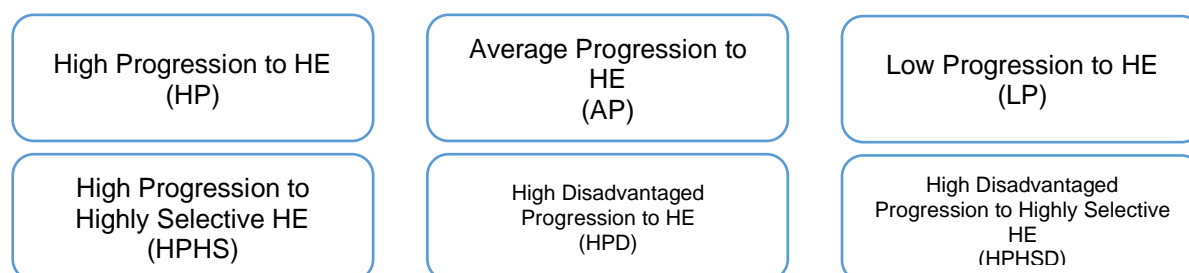 High Progression to HE
(HP)
Average Progression to
HE
(AP)
Low Progression to HE
(LP)
High Progression to
Highly Selective HE
(HPHS)
High Disadvantaged
Progression to HE
(HPD)
High Disadvantaged
Progression to Highly Selective
HE
(HPHSD)